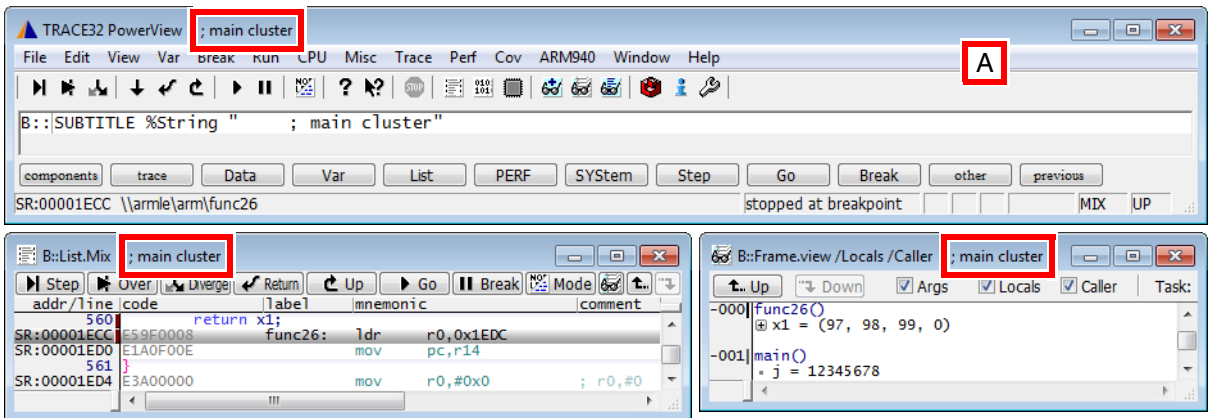 TRACE32 PowerView ; main cluster
File Edit View Var Break Run CPU Misc Trace Perf Cov ARM940 Window Help
A
B::SUBTITLE %String "     ; main cluster"
components trace Data Var List PERF SYStem Step Go Break other previous
SR:00001ECC \\armle\arm\func26 stopped at breakpoint MIX UP
B::List.Mix ; main cluster
Step Over Diverge Return Up Go Break Mode
addr/line code label mnemonic comment
560 return x1;
SR:00001ECC E59F0008 func26: ldr r0,0x1EDC
SR:00001ED0 E1A0F00E mov pc,r14
561 }
SR:00001ED4 E3A00000 mov r0,#0x0 ; r0,#0
B::Frame.view /Locals /Caller ; main cluster
Up Down Args Locals Caller Task:
-000 func26()
x1 = (97, 98, 99, 0)
-001 main()
j = 12345678